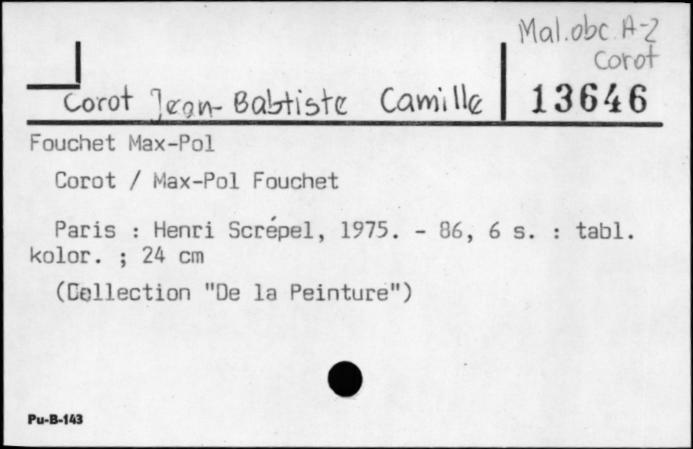 Mal.obc. A-Z
Corot
Corot Jean-Babtiste Camille
13646
Fouchet Max-Pol
Corot / Max-Pol Fouchet
Paris : Henri Scrépel, 1975. - 86, 6 s. : tabl.
kolor. ; 24 cm
(Collection "De la Peinture")
Pu-B-143